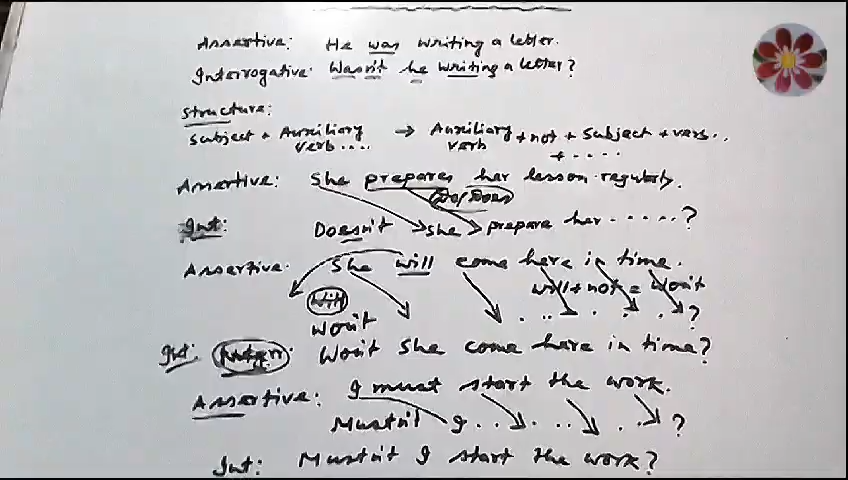 Assertive: He was writing a letter.
Interrogative: Wasn't he writing a letter?
Structure:
Subject + Auxiliary verb.... → Auxiliary verb + not + Subject + verb.. + ....
Assertive: She prepares her lesson regularly.
Do/Does
Int: Doesn't she prepare her .....?
Assertive: She will come here in time.
will + not = won't
Will
Won't . .. . . . ?
Int: Won't She come here in time?
Assertive: I must start the work.
Mustn't I .. .. .. ?
Int: Mustn't I start the work?